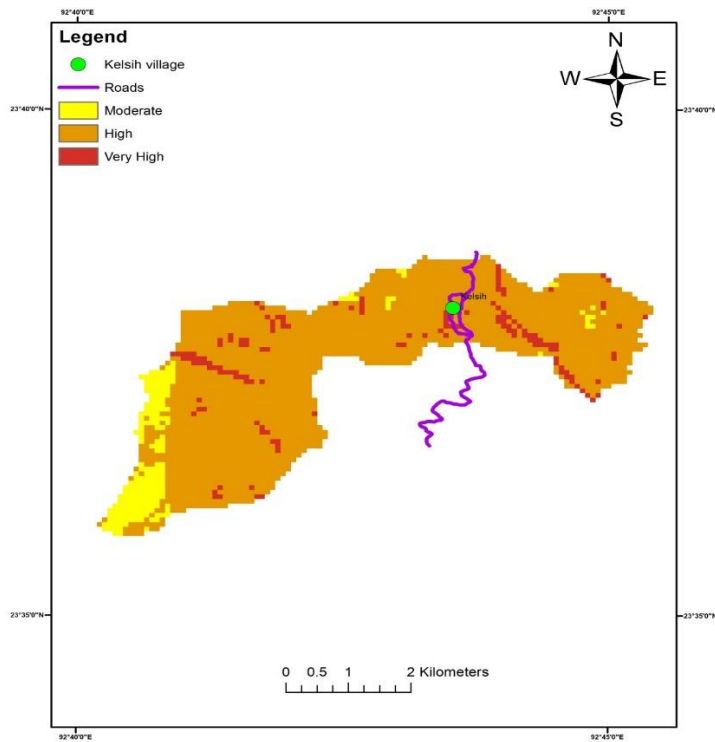 92°40'0"E 92°45'0"E
Legend
Kelsih village
Roads
Moderate
High
Very High
N
W E
S
23°40'0"N 23°40'0"N
Kelsih
23°35'0"N 23°35'0"N
0 0.5 1 2 Kilometers
92°40'0"E 92°45'0"E